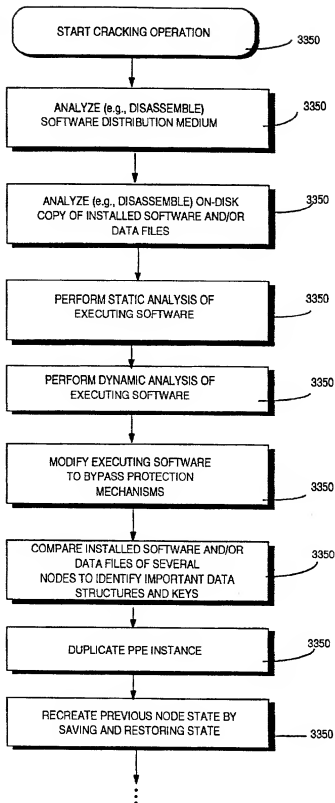 START CRACKING OPERATION
3350
ANALYZE (e.g., DISASSEMBLE)
SOFTWARE DISTRIBUTION MEDIUM
3350
ANALYZE (e.g., DISASSEMBLE) ON-DISK
COPY OF INSTALLED SOFTWARE AND/OR
DATA FILES
3350
PERFORM STATIC ANALYSIS OF
EXECUTING SOFTWARE
3350
PERFORM DYNAMIC ANALYSIS OF
EXECUTING SOFTWARE
3350
MODIFY EXECUTING SOFTWARE
TO BYPASS PROTECTION
MECHANISMS
3350
COMPARE INSTALLED SOFTWARE AND/OR
DATA FILES OF SEVERAL
NODES TO IDENTIFY IMPORTANT DATA
STRUCTURES AND KEYS
3350
DUPLICATE PPE INSTANCE
3350
RECREATE PREVIOUS NODE STATE BY
SAVING AND RESTORING STATE
3350